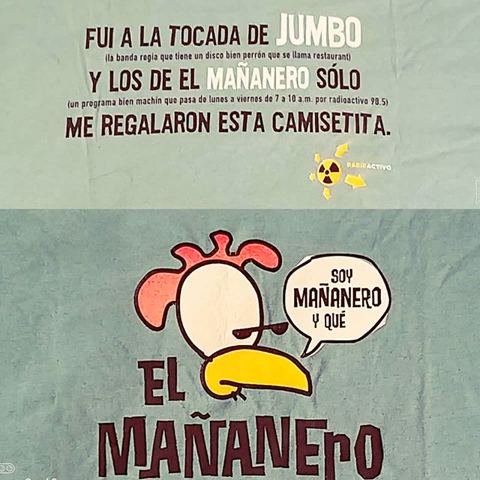 FUI A LA TOCADA DE JUMBO
(la banda regia que tiene un disco bien perrón que se llama restaurant)
Y LOS DE EL MAÑANERO SÓLO
(un programa bien machín que pasa de lunes a viernes de 7 a 10 a.m. por radioactivo 98.5)
ME REGALARON ESTA CAMISETITA.
RADIOACTIVO
SOY
MAÑANERO
Y QUÉ
EL
MAÑANERO